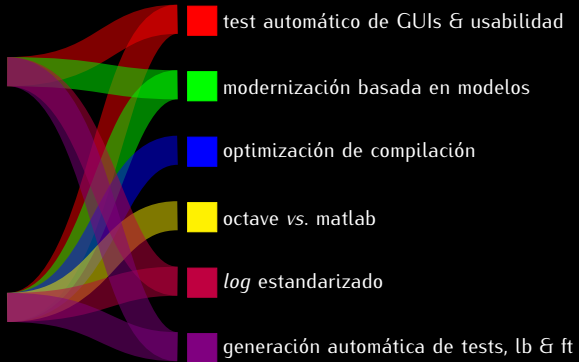 test automático de GUIs & usabilidad
modernización basada en modelos
optimización de compilación
octave vs. matlab
log estandarizado
generación automática de tests, lb & ft